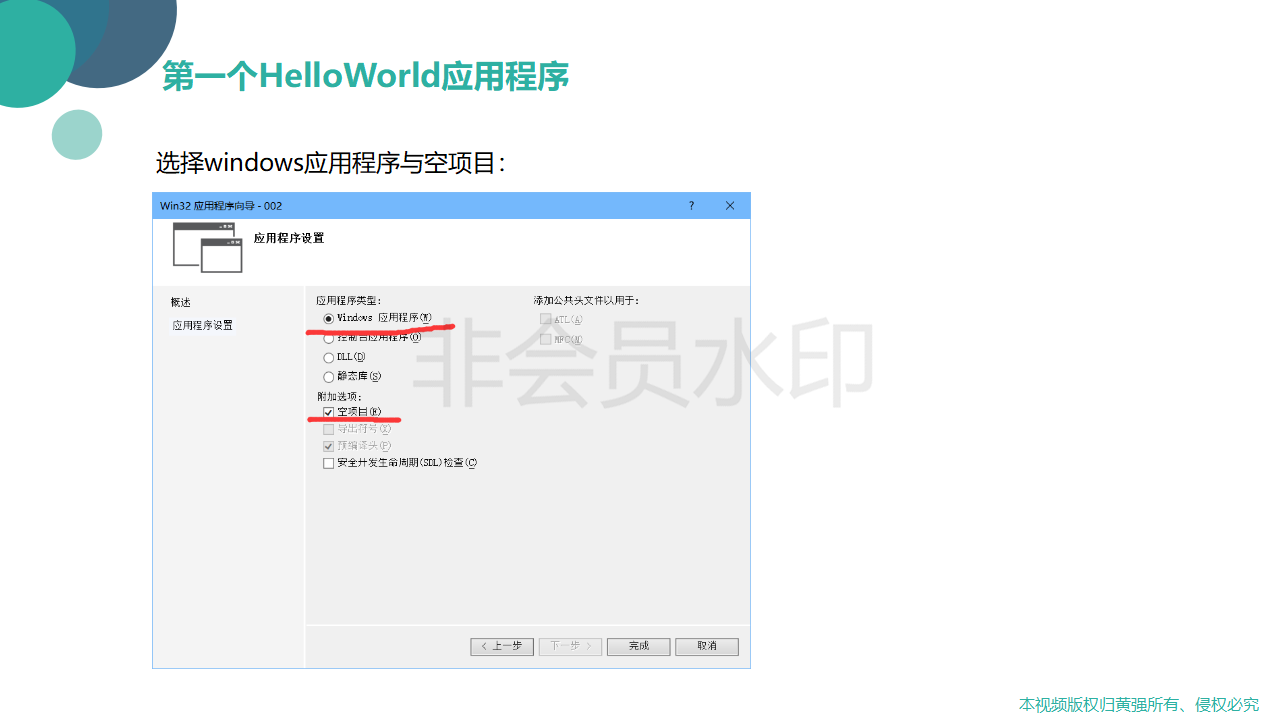 第一个HelloWorld应用程序
选择windows应用程序与空项目：
Win32 应用程序向导 - 002
?
应用程序设置
概述
应用程序设置
应用程序类型:
Windows 应用程序(W)
控制台应用程序(O)
DLL(D)
静态库(S)
附加选项:
空项目(E)
导出符号(X)
预编译头(P)
安全开发生命周期(SDL)检查(C)
添加公共头文件以用于:
ATL(A)
MFC(M)
非会员水印
< 上一步
下一步 >
完成
取消
本视频版权归黄强所有、侵权必究